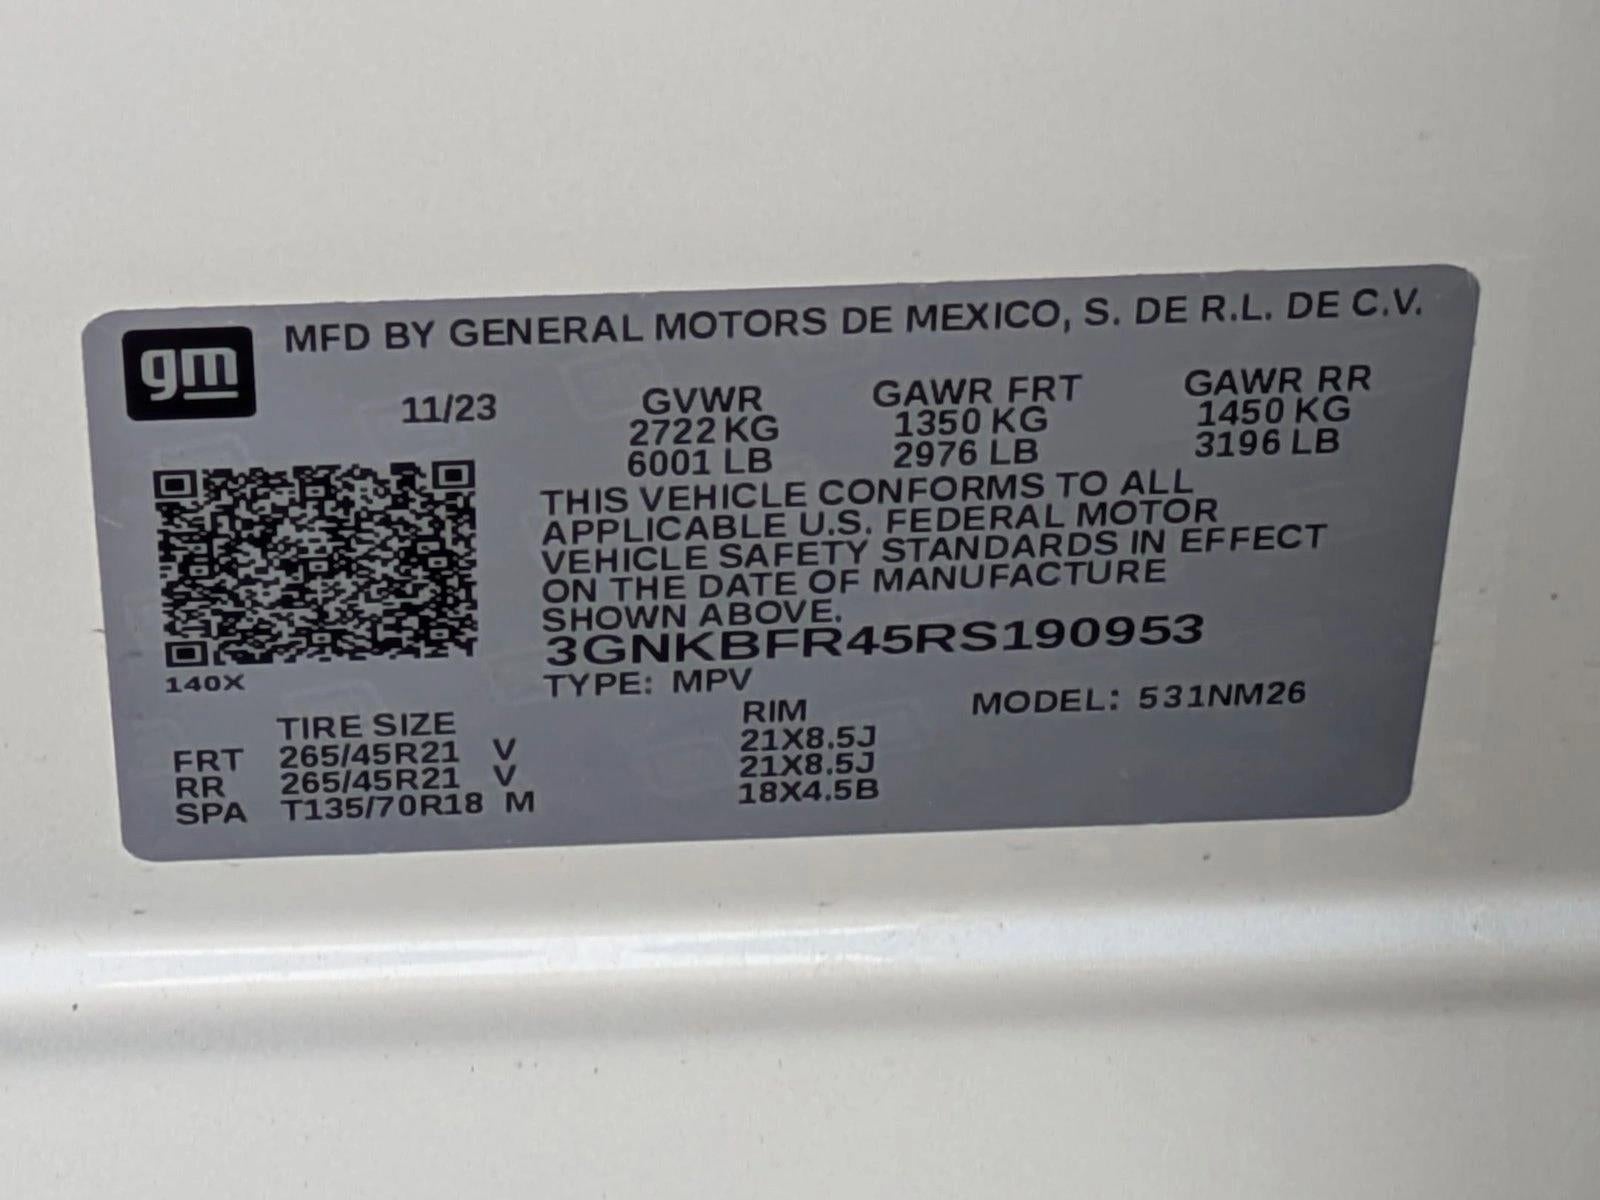 gm MFD BY GENERAL MOTORS DE MEXICO, S. DE R.L. DE C.V.
11/23 GVWR GAWR FRT GAWR RR
2722 KG 1350 KG 1450 KG
6001 LB 2976 LB 3196 LB
THIS VEHICLE CONFORMS TO ALL
APPLICABLE U.S. FEDERAL MOTOR
VEHICLE SAFETY STANDARDS IN EFFECT
ON THE DATE OF MANUFACTURE
SHOWN ABOVE.
3GNKBFR45RS190953
140X TYPE: MPV MODEL: 531NM26
TIRE SIZE RIM
FRT 265/45R21 V 21X8.5J
RR 265/45R21 V 21X8.5J
SPA T135/70R18 M 18X4.5B